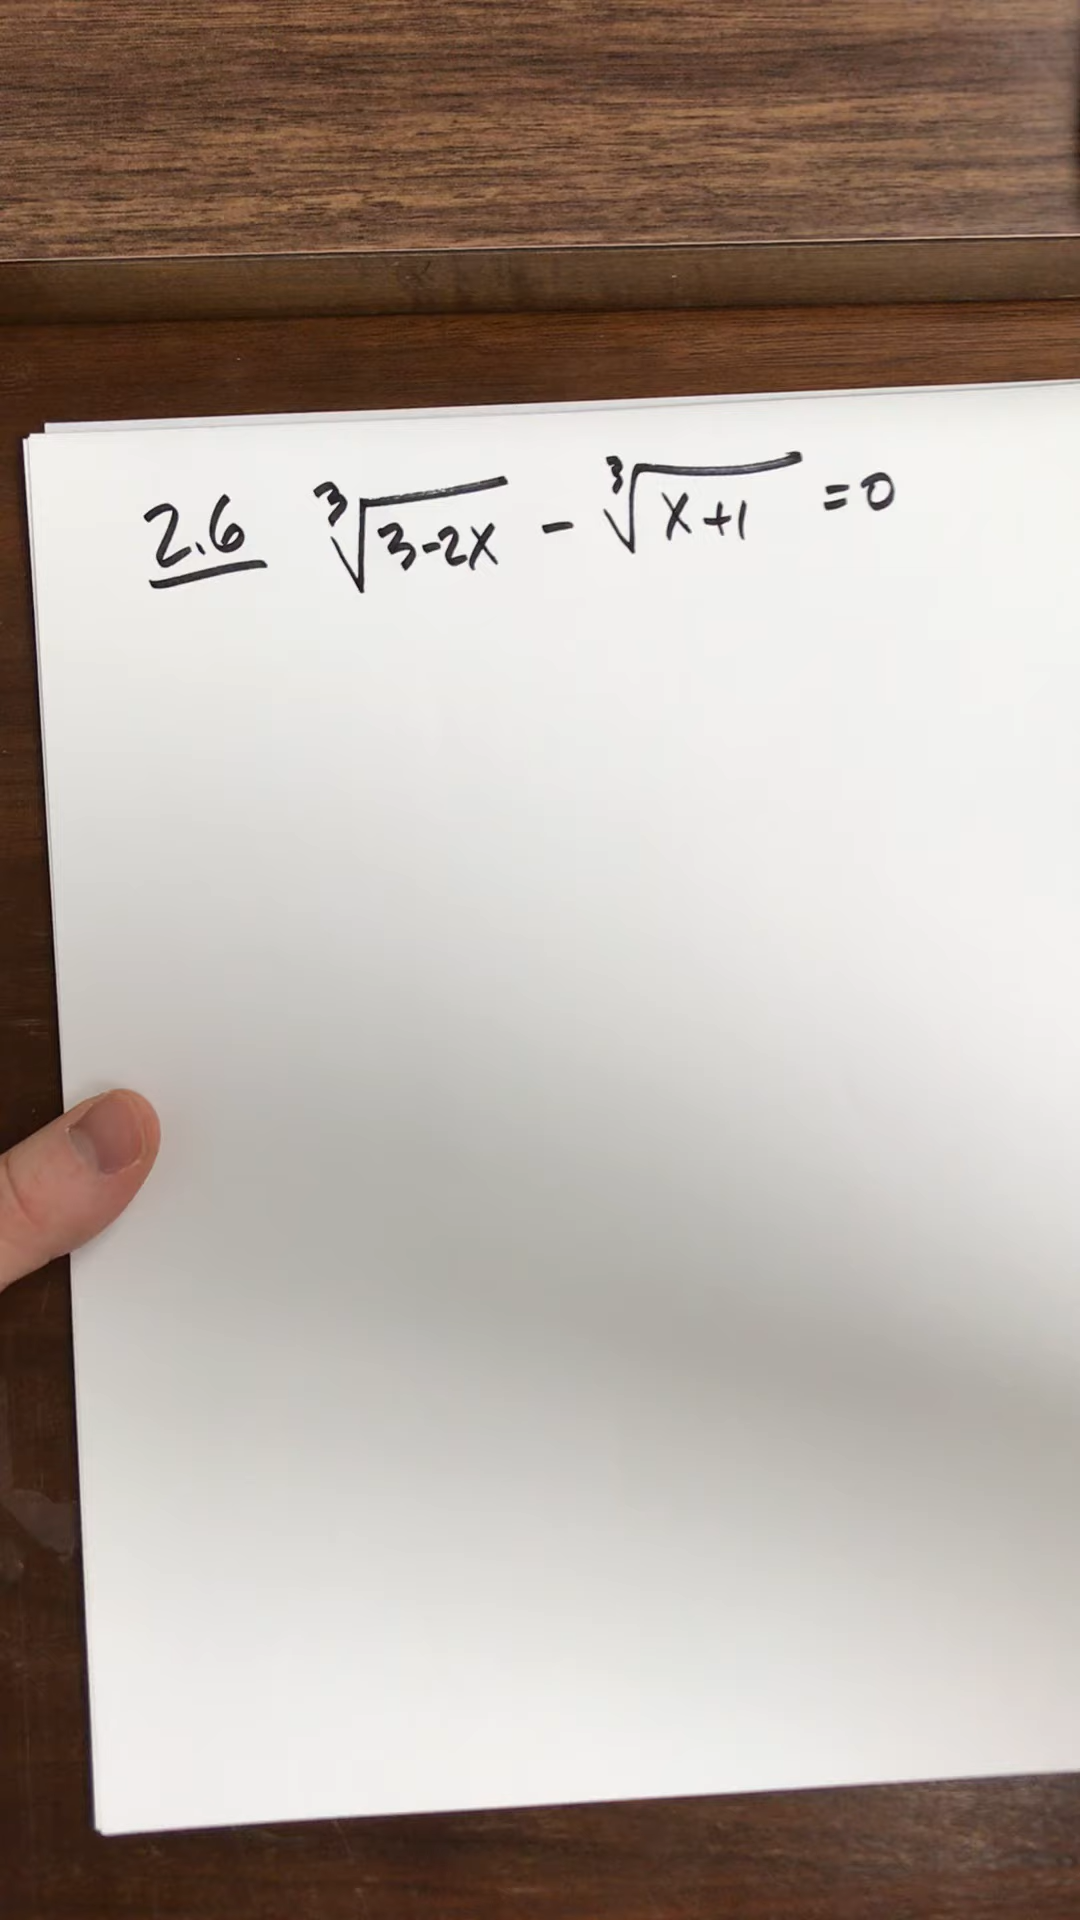 2.6 ∛(3-2x) - ∛(x+1) = 0